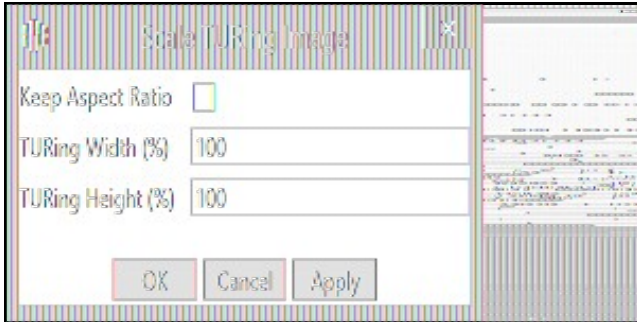 Scale TURing Image
Keep Aspect Ratio
TURing Width (%) 100
TURing Height (%) 100
OK Cancel Apply